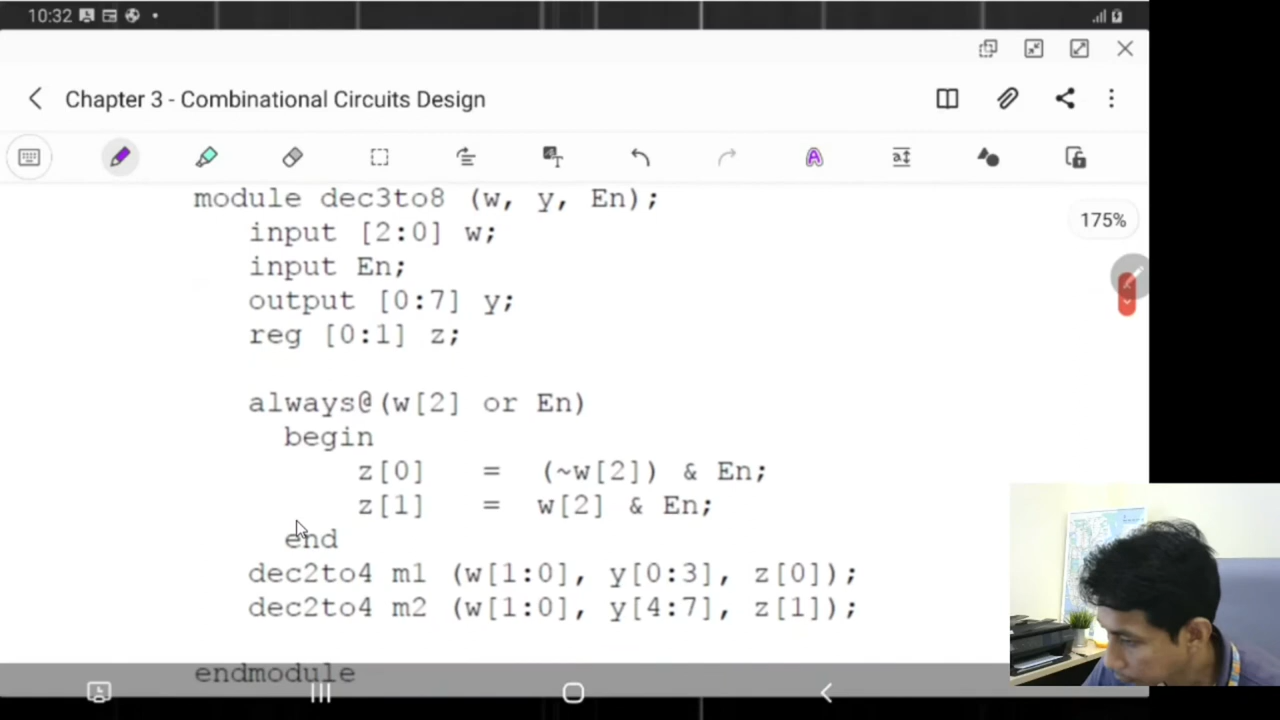 10:32
Chapter 3 - Combinational Circuits Design
module dec3to8 (w, y, En);
175%
input [2:0] w;
input En;
output [0:7] y;
reg [0:1] z;
always@(w[2] or En)
begin
z[0] = (~w[2]) & En;
z[1] = w[2] & En;
end
dec2to4 m1 (w[1:0], y[0:3], z[0]);
dec2to4 m2 (w[1:0], y[4:7], z[1]);
endmodule